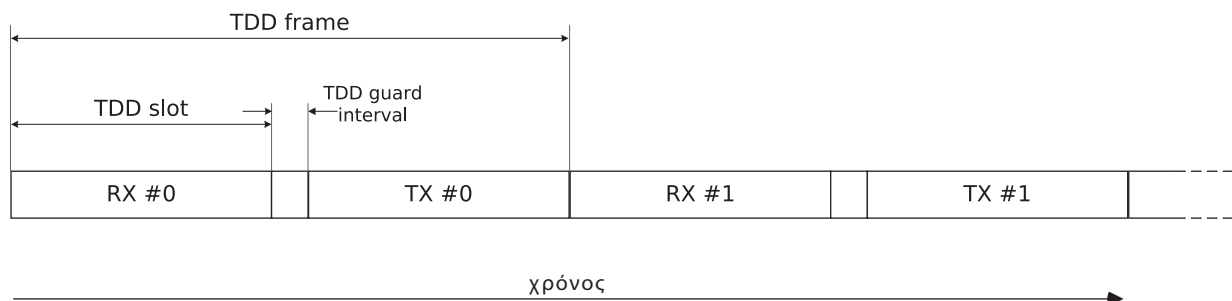 TDD frame
TDD guard
interval
TDD slot
RX #0
TX #0
RX #1
TX #1
χρόνος